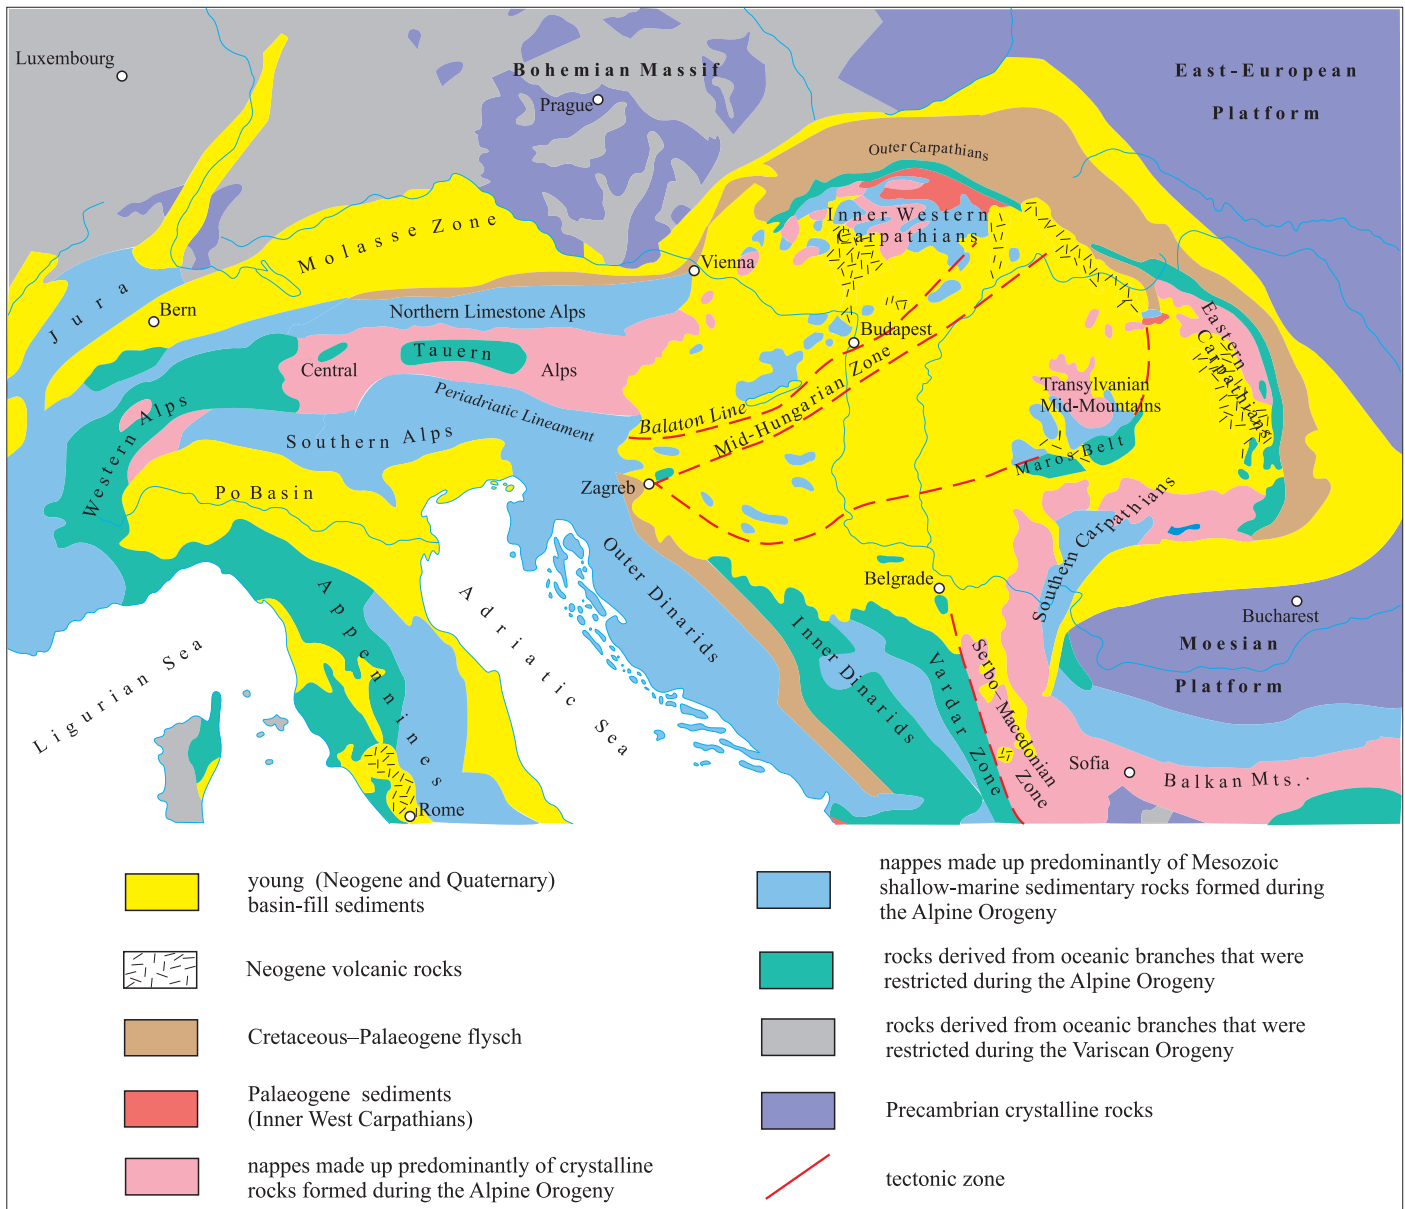 Luxembourg
Bohemian Massif
Prague
East-European
Platform
Outer Carpathians
Molasse Zone
Inner Western
Carpathians
Vienna
Jura
Bern
Northern Limestone Alps
Budapest
Tauern
Central
Alps
Eastern
Carpathians
Periadriatic Lineament
Balaton Line
Mid-Hungarian Zone
Transylvanian
Mid-Mountains
Western Alps
Southern Alps
Maros Belt
Po Basin
Zagreb
Southern Carpathians
Outer Dinarids
Belgrade
Bucharest
Appennines
Adriatic Sea
Inner Dinarids
Vardar Zone
Serbo-Macedonian
Zone
Moesian
Platform
Ligurian Sea
Sofia
Balkan Mts..
Rome
young (Neogene and Quaternary)
basin-fill sediments
Neogene volcanic rocks
Cretaceous–Palaeogene flysch
Palaeogene sediments
(Inner West Carpathians)
nappes made up predominantly of crystalline
rocks formed during the Alpine Orogeny
nappes made up predominantly of Mesozoic
shallow-marine sedimentary rocks formed during
the Alpine Orogeny
rocks derived from oceanic branches that were
restricted during the Alpine Orogeny
rocks derived from oceanic branches that were
restricted during the Variscan Orogeny
Precambrian crystalline rocks
tectonic zone